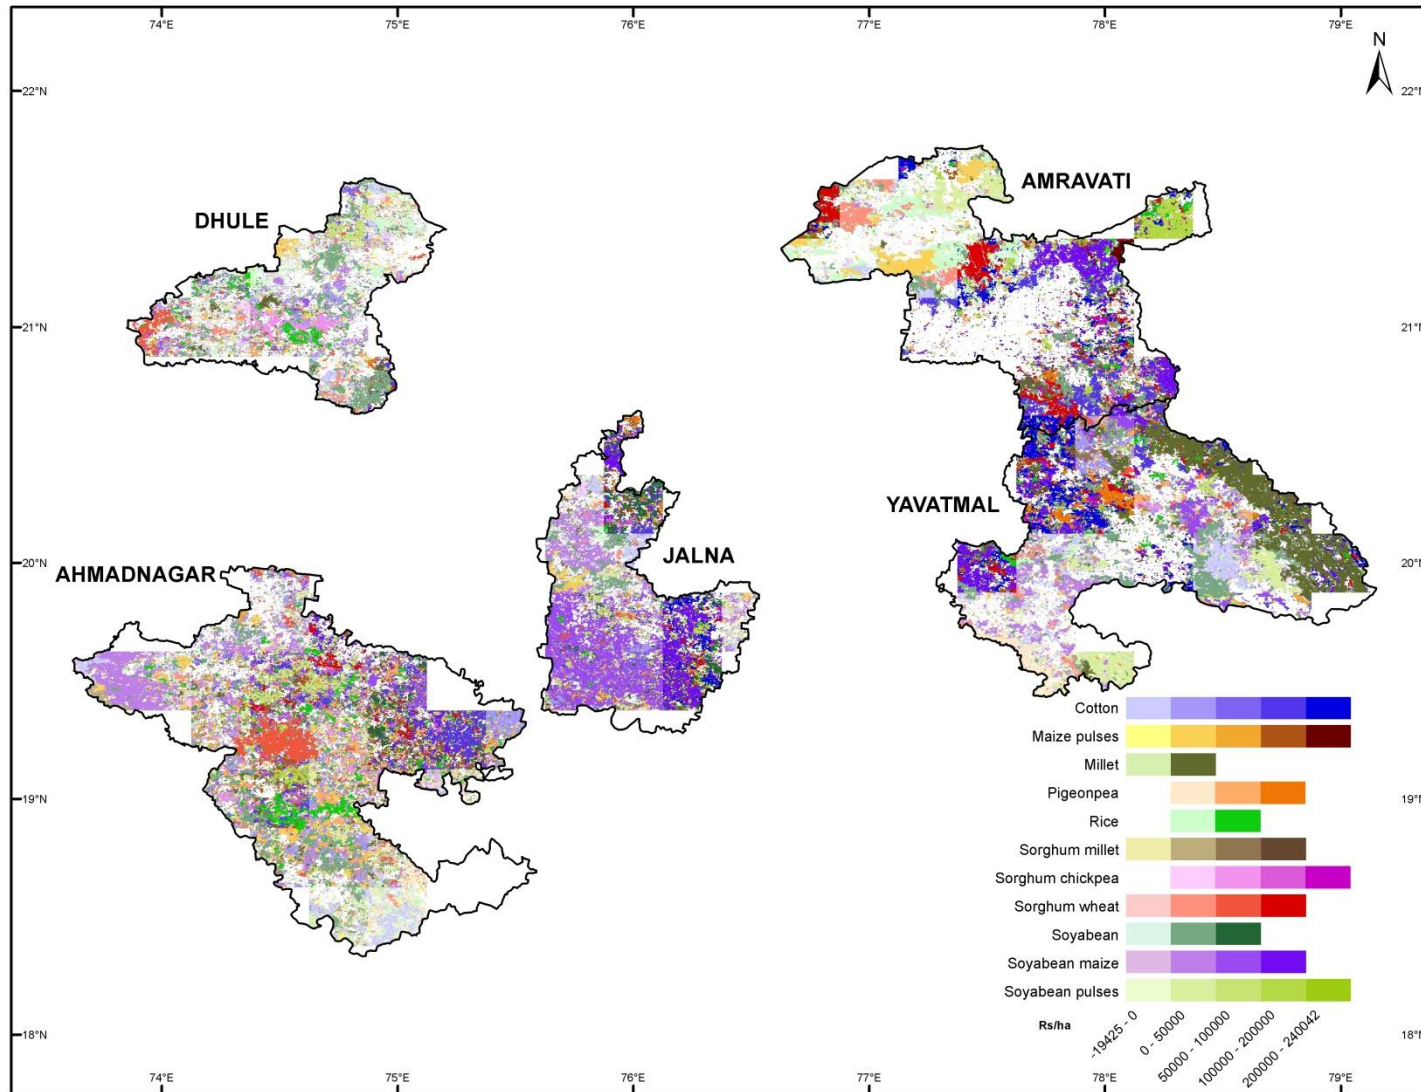 74°E 75°E 76°E 77°E 78°E 79°E
N
22°N 22°N
AMRAVATI
DHULE
21°N 21°N
YAVATMAL
JALNA
20°N 20°N
AHMADNAGAR
Cotton
Maize pulses
Millet
Pigeonpea
19°N 19°N
Rice
Sorghum millet
Sorghum chickpea
Sorghum wheat
Soyabean
Soyabean maize
Soyabean pulses
Rs/ha
-19425 - 0
0 - 50000
50000 - 100000
100000 - 200000
200000 - 240042
18°N 18°N
74°E 75°E 76°E 77°E 78°E 79°E